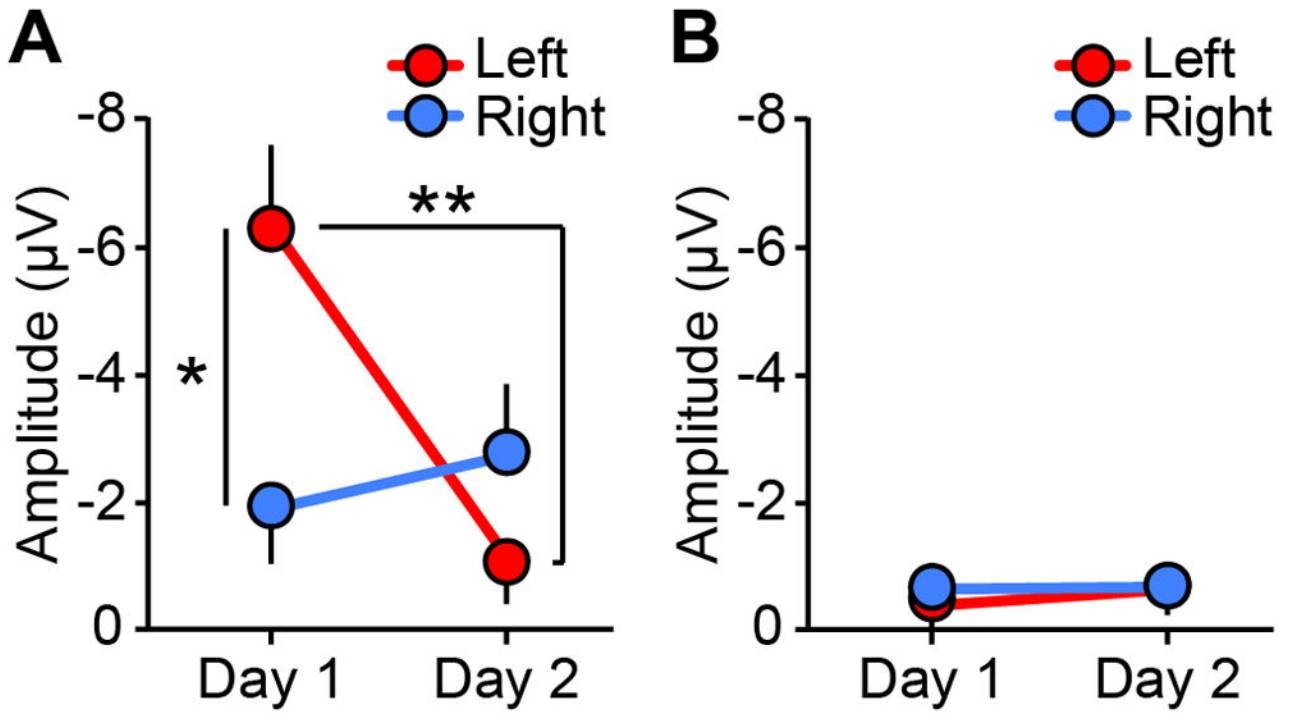 A
Left
Right
Amplitude (µV)
-8
-6
-4
-2
0
*
**
Day 1
Day 2
B
Left
Right
Amplitude (µV)
-8
-6
-4
-2
0
Day 1
Day 2